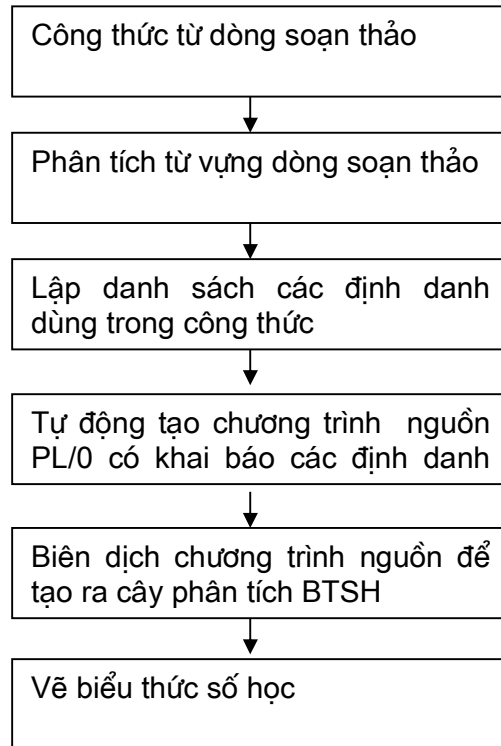 Công thức từ dòng soạn thảo
Phân tích từ vựng dòng soạn thảo
Lập danh sách các định danh
dùng trong công thức
Tự động tạo chương trình nguồn
PL/0 có khai báo các định danh
Biên dịch chương trình nguồn để
tạo ra cây phân tích BTSH
Vẽ biểu thức số học